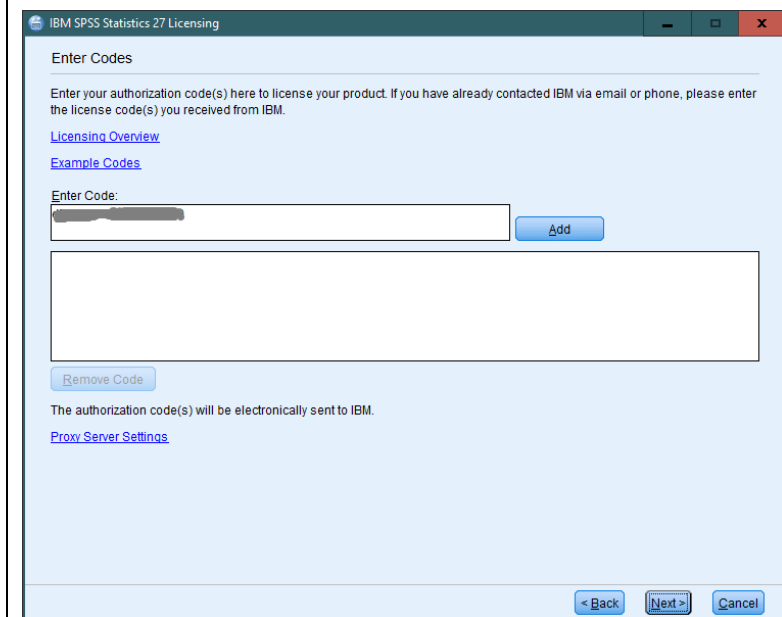 IBM SPSS Statistics 27 Licensing
Enter Codes
Enter your authorization code(s) here to license your product. If you have already contacted IBM via email or phone, please enter
the license code(s) you received from IBM.
Licensing Overview
Example Codes
Enter Code:
Add
Remove Code
The authorization code(s) will be electronically sent to IBM.
Proxy Server Settings
< Back Next > Cancel